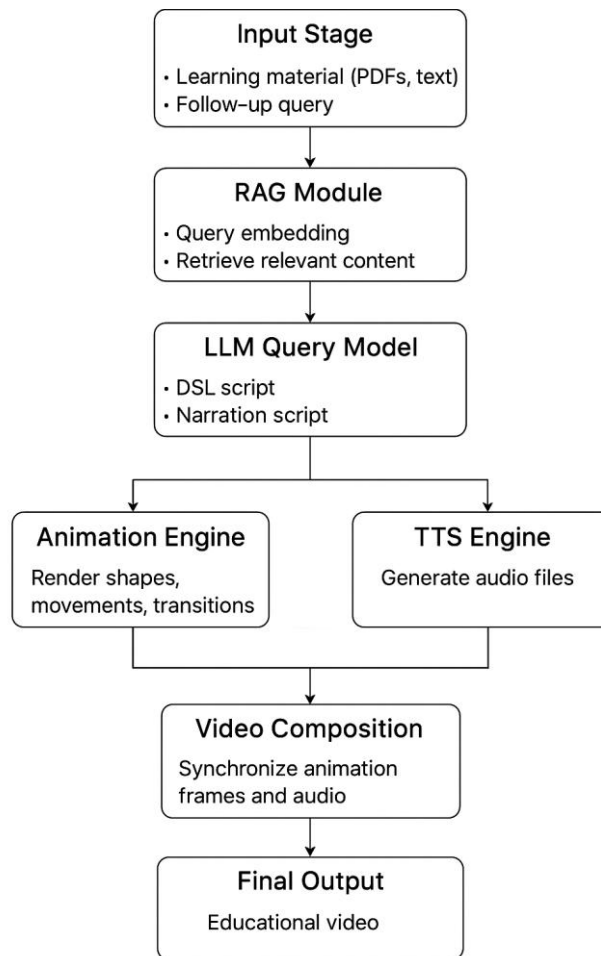 Input Stage
• Learning material (PDFs, text)
• Follow-up query
RAG Module
• Query embedding
• Retrieve relevant content
LLM Query Model
• DSL script
• Narration script
Animation Engine
Render shapes,
movements, transitions
TTS Engine
Generate audio files
Video Composition
Synchronize animation
frames and audio
Final Output
Educational video